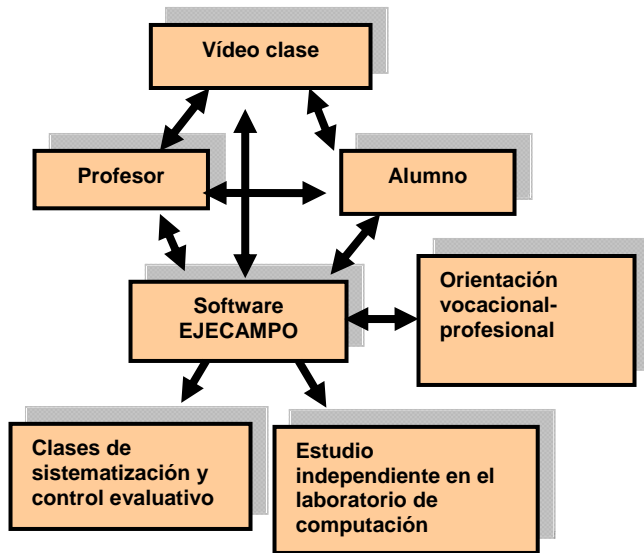 Vídeo clase
Profesor
Alumno
Software
EJECAMPO
Orientación
vocacional-
profesional
Clases de
sistematización y
control evaluativo
Estudio
independiente en el
laboratorio de
computación